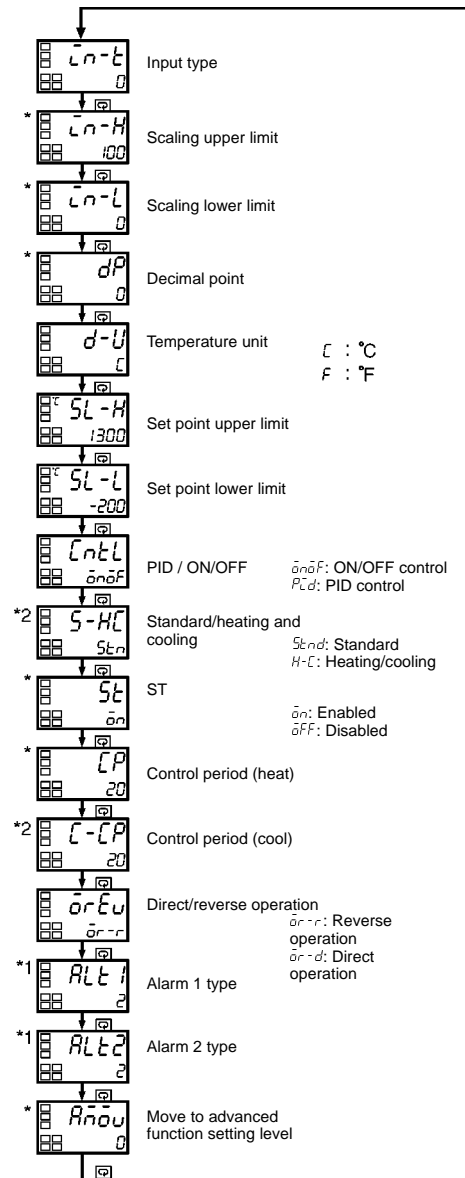 in-t
0
Input type
*
in-H
100
Scaling upper limit
*
in-L
0
Scaling lower limit
*
dP
0
Decimal point
d-U
C
Temperature unit
C : °C
F : °F
°C
SL-H
1300
Set point upper limit
°C
SL-L
-200
Set point lower limit
CntL
onoF
PID / ON/OFF
onoF: ON/OFF control
Pid: PID control
*2
S-HC
Stn
Standard/heating and
cooling
Stnd: Standard
H-C: Heating/cooling
*
St
on
ST
on: Enabled
oFF: Disabled
*
CP
20
Control period (heat)
*2
C-CP
20
Control period (cool)
orEv
or-r
Direct/reverse operation
or-r: Reverse
operation
or-d: Direct
operation
*1
ALt1
2
Alarm 1 type
*1
ALt2
2
Alarm 2 type
*
Amov
0
Move to advanced
function setting level